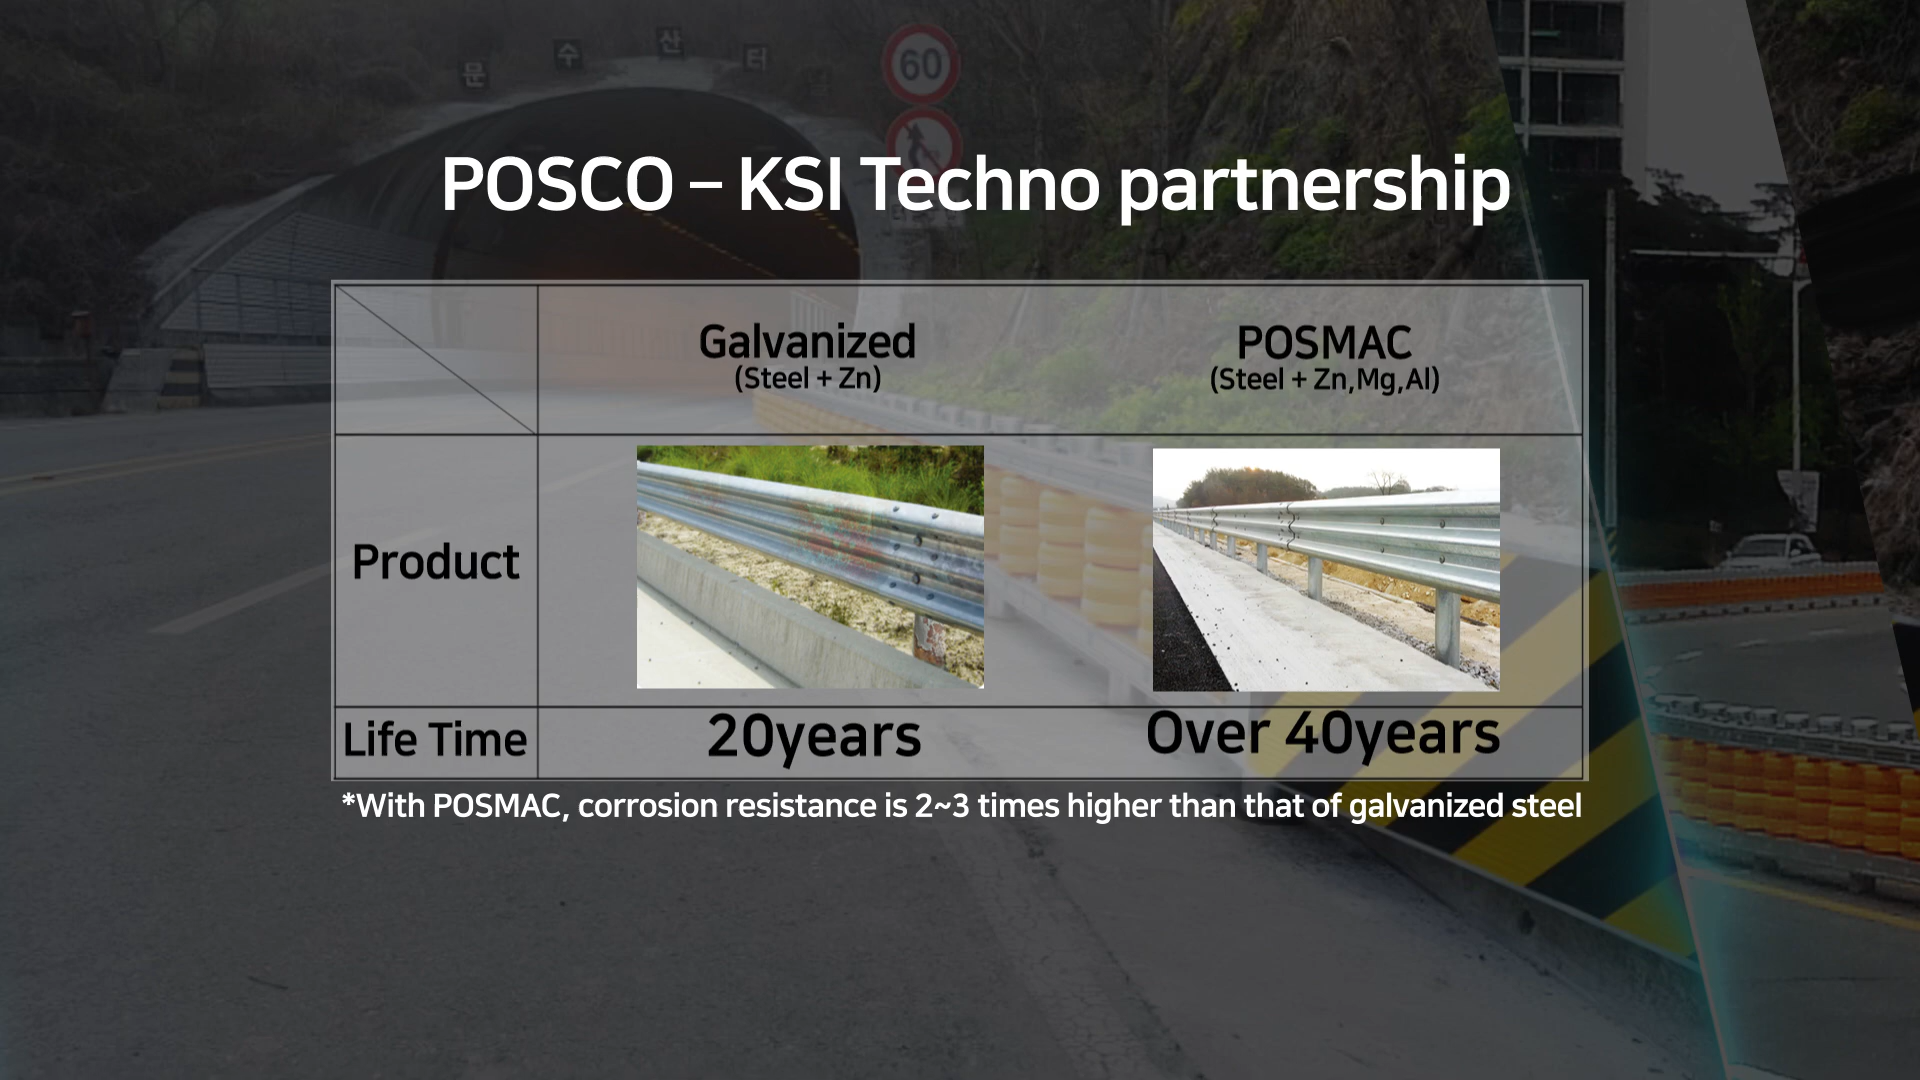 문수산터널
60
POSCO – KSI Techno partnership
Galvanized
(Steel + Zn)
POSMAC
(Steel + Zn,Mg,Al)
Product
Life Time
20years
Over 40years
*With POSMAC, corrosion resistance is 2~3 times higher than that of galvanized steel